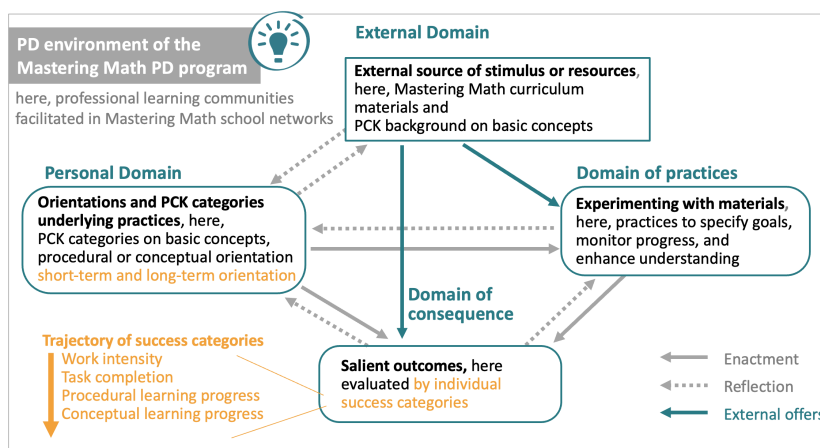 PD environment of the
Mastering Math PD program
here, professional learning communities
facilitated in Mastering Math school networks
External Domain
External source of stimulus or resources,
here, Mastering Math curriculum
materials and
PCK background on basic concepts
Personal Domain
Orientations and PCK categories
underlying practices, here,
PCK categories on basic concepts,
procedural or conceptual orientation
short-term and long-term orientation
Domain of practices
Experimenting with materials,
here, practices to specify goals,
monitor progress, and
enhance understanding
Domain of
consequence
Salient outcomes, here
evaluated by individual
success categories
Trajectory of success categories
Work intensity
Task completion
Procedural learning progress
Conceptual learning progress
Enactment
Reflection
External offers